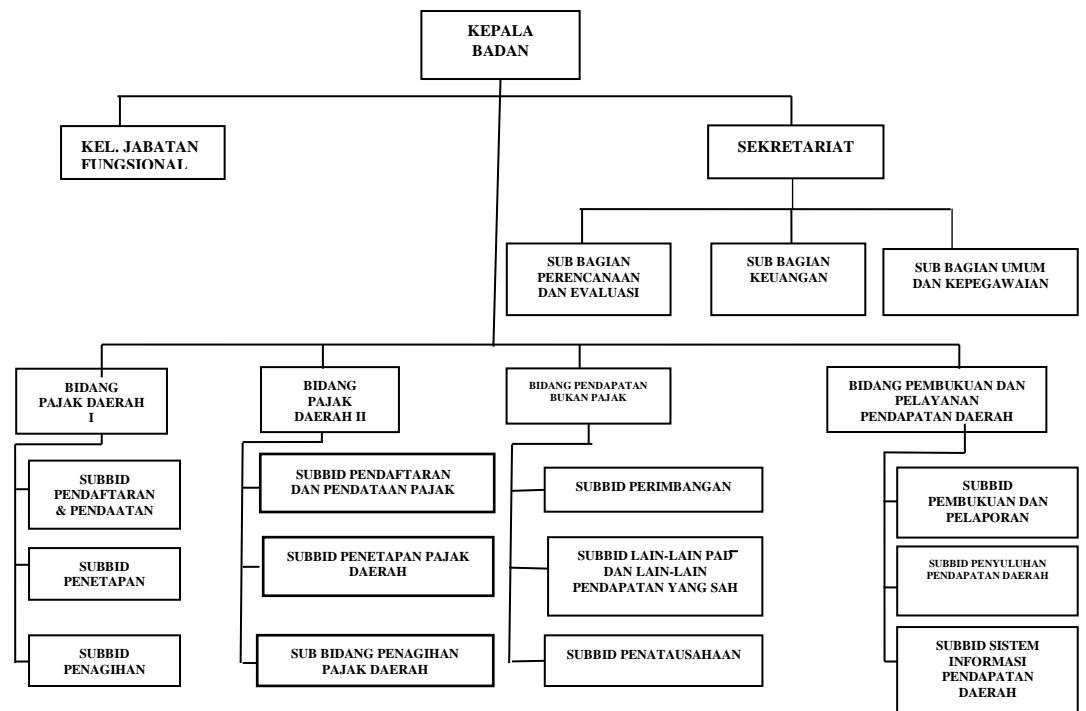 KEPALA
BADAN
KEL. JABATAN
FUNGSIONAL
SEKRETARIAT
SUB BAGIAN
PERENCANAAN
DAN EVALUASI
SUB BAGIAN
KEUANGAN
SUB BAGIAN UMUM
DAN KEPEGAWAIAN
BIDANG
PAJAK DAERAH
I
BIDANG
PAJAK
DAERAH II
BIDANG PENDAPATAN
BUKAN PAJAK
BIDANG PEMBUKUAN DAN
PELAYANAN
PENDAPATAN DAERAH
SUBBID
PENDAFTARAN
& PENDAATAN
SUBBID
PENETAPAN
SUBBID
PENAGIHAN
SUBBID PENDAFTARAN
DAN PENDATAAN PAJAK
SUBBID PENETAPAN PAJAK
DAERAH
SUB BIDANG PENAGIHAN
PAJAK DAERAH
SUBBID PERIMBANGAN
SUBBID LAIN-LAIN PAD
DAN LAIN-LAIN
PENDAPATAN YANG SAH
SUBBID PENATAUSAHAAN
SUBBID
PEMBUKUAN DAN
PELAPORAN
SUBBID PENYULUHAN
PENDAPATAN DAERAH
SUBBID SISTEM
INFORMASI
PENDAPATAN
DAERAH